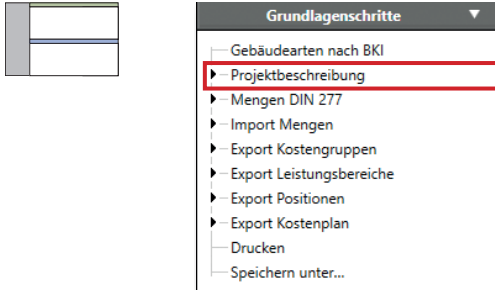 Grundlagenschritte
Gebäudearten nach BKI
Projektbeschreibung
Mengen DIN 277
Import Mengen
Export Kostengruppen
Export Leistungsbereiche
Export Positionen
Export Kostenplan
Drucken
Speichern unter...